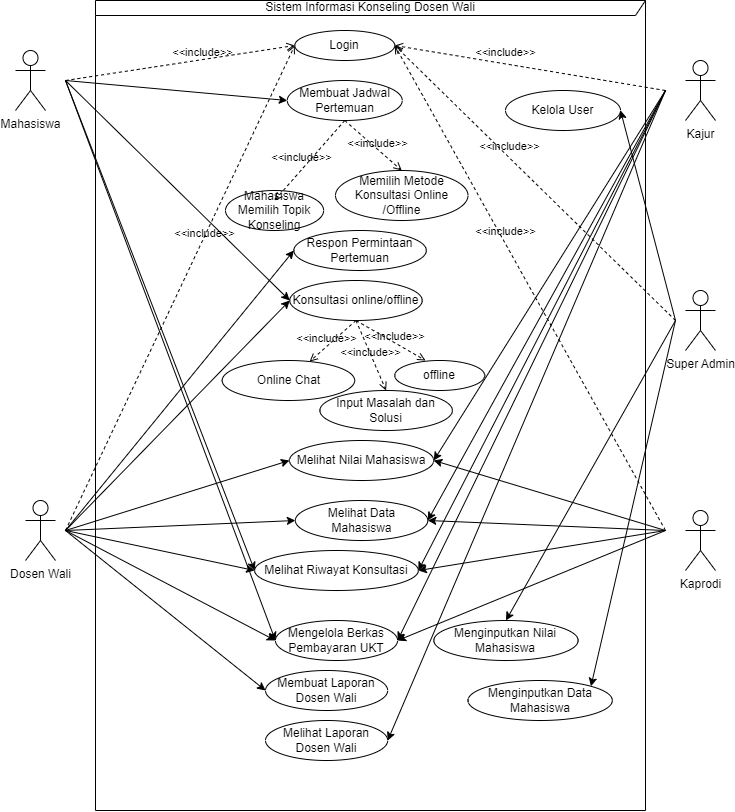 Sistem Informasi Konseling Dosen Wali
Login
<<include>>
<<include>>
Mahasiswa
Kajur
Membuat Jadwal
Pertemuan
Kelola User
<<include>>
<<include>>
<<include>>
Mahasiswa
Memilih Topik
Konseling
Memilih Metode
Konsultasi Online
/Offline
<<include>>
<<include>>
Respon Permintaan
Pertemuan
Konsultasi online/offline
<<include>>
<<include>>
<<include>>
Super Admin
Online Chat
offline
Input Masalah dan
Solusi
Melihat Nilai Mahasiswa
Melihat Data
Mahasiswa
Dosen Wali
Melihat Riwayat Konsultasi
Kaprodi
Mengelola Berkas
Pembayaran UKT
Menginputkan Nilai
Mahasiswa
Membuat Laporan
Dosen Wali
Menginputkan Data
Mahasiswa
Melihat Laporan
Dosen Wali